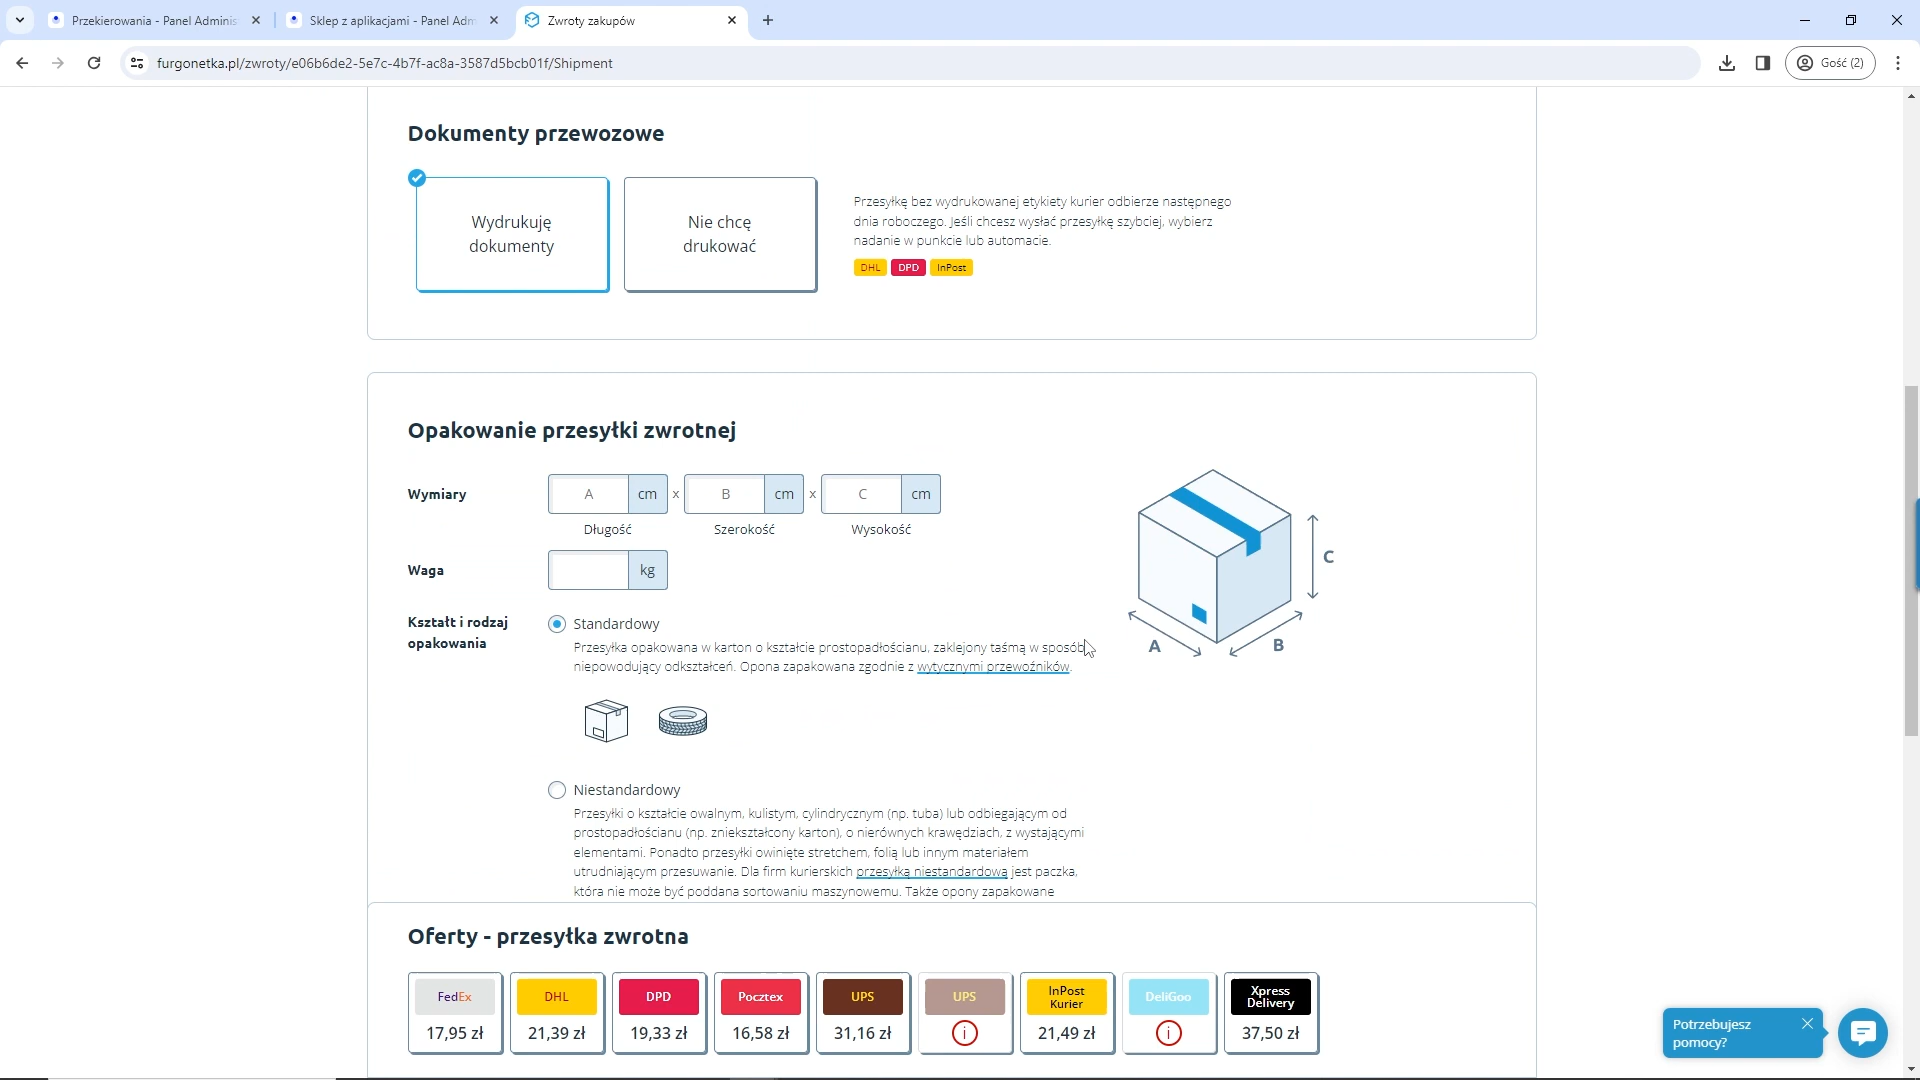 Przekierowania - Panel Adminis
Sklep z aplikacjami - Panel Adm
Zwroty zakupów
furgonetka.pl/zwroty/e06b6de2-5e7c-4b7f-ac8a-3587d5bcb01f/Shipment
Gość (2)
Dokumenty przewozowe
Wydrukuję
dokumenty
Nie chcę
drukować
Przesyłkę bez wydrukowanej etykiety kurier odbierze następnego
dnia roboczego. Jeśli chcesz wysłać przesyłkę szybciej, wybierz
nadanie w punkcie lub automacie.
DHL DPD InPost
Opakowanie przesyłki zwrotnej
Wymiary
A cm x B cm x C cm
Długość Szerokość Wysokość
Waga
kg
Kształt i rodzaj
opakowania
Standardowy
Przesyłka opakowana w karton o kształcie prostopadłościanu, zaklejony taśmą w sposób
niepowodujący odkształceń. Opona zapakowana zgodnie z wytycznymi przewoźników.
C
A
B
Niestandardowy
Przesyłki o kształcie owalnym, kulistym, cylindrycznym (np. tuba) lub odbiegającym od
prostopadłościanu (np. zniekształcony karton), o nierównych krawędziach, z wystającymi
elementami. Ponadto przesyłki owinięte stretchem, folią lub innym materiałem
utrudniającym przesuwanie. Dla firm kurierskich przesyłką niestandardową jest paczka,
która nie może być poddana sortowaniu maszynowemu. Także opony zapakowane
Oferty - przesyłka zwrotna
FedEx
17,95 zł
DHL
21,39 zł
DPD
19,33 zł
Pocztex
16,58 zł
UPS
31,16 zł
UPS
InPost
Kurier
21,49 zł
DeliGoo
Xpress
Delivery
37,50 zł
Potrzebujesz
pomocy?